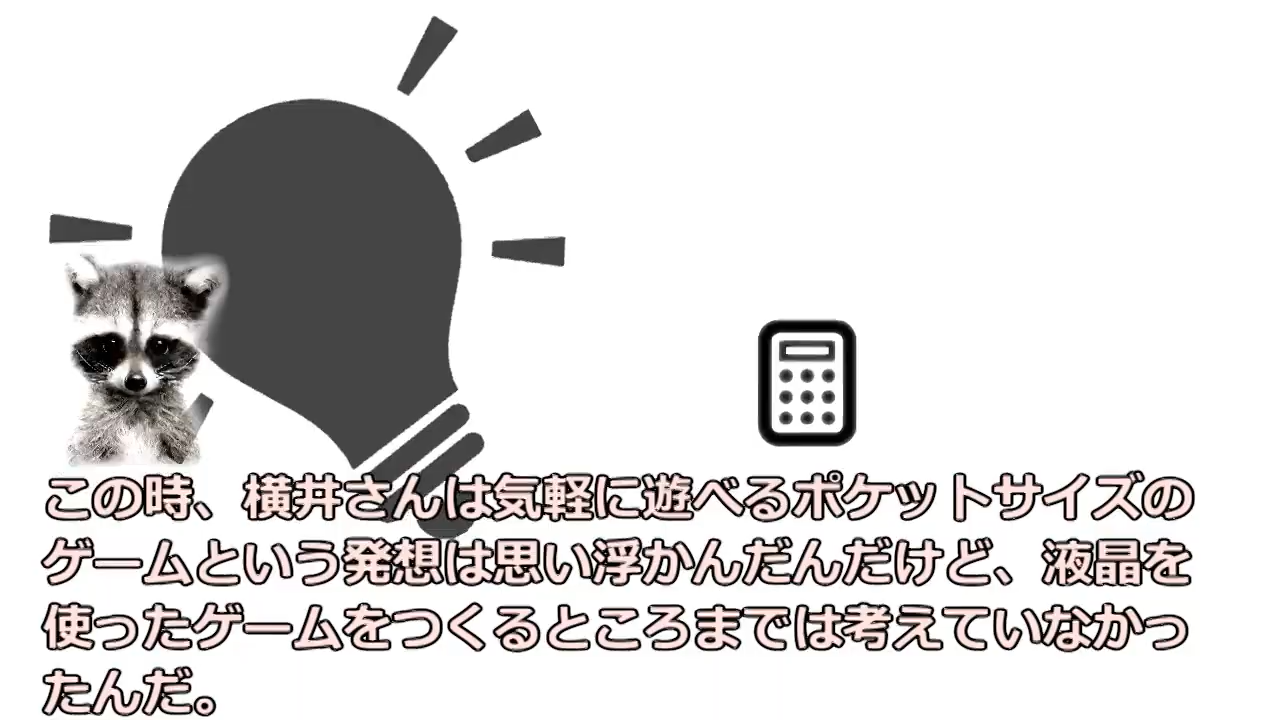 この時、横井さんは気軽に遊べるポケットサイズの
ゲームという発想は思い浮かんだんだけど、液晶を
使ったゲームをつくるところまでは考えていなかっ
たんだ。